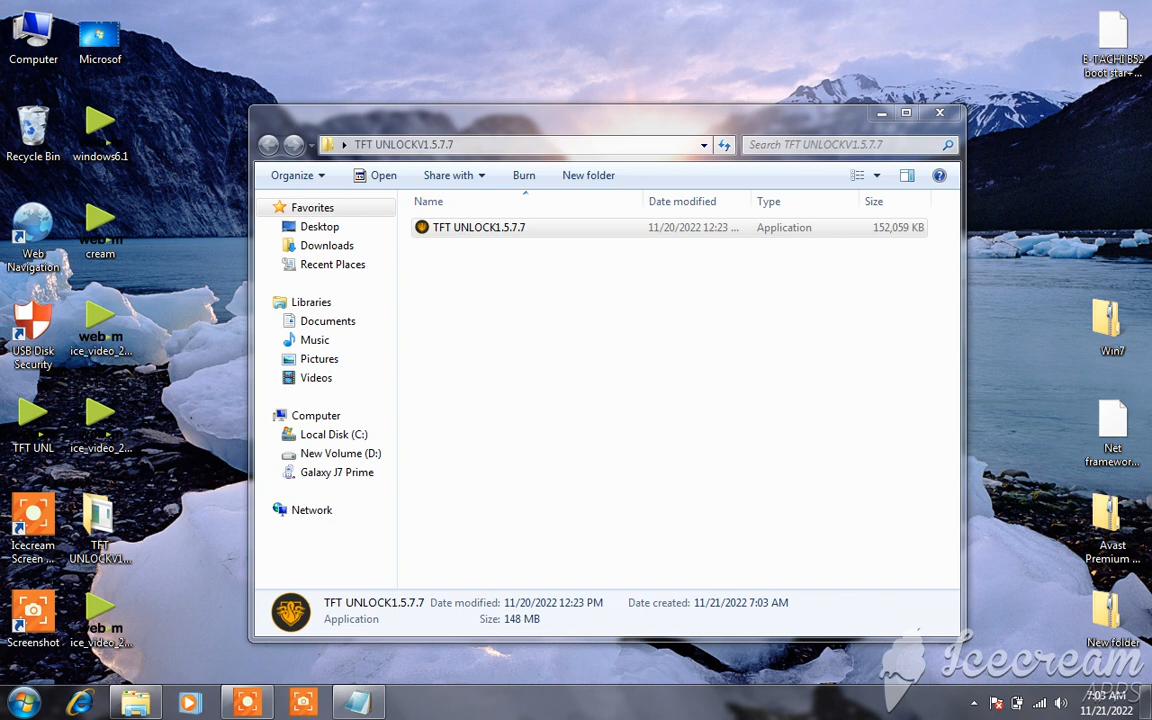 Computer
Microsof
Recycle Bin
windows6.1
Web
Navigation
web m
cream
USB Disk
Security
web m
ice_video_2...
TFT UNL
ice_video_2...
Icecream
Screen ...
TFT
UNLOCKV1...
Screenshot
web m
ice_video_2...
TFT UNLOCKV1.5.7.7
Search TFT UNLOCKV1.5.7.7
Organize
Open
Share with
Burn
New folder
Favorites
Desktop
Downloads
Recent Places
Libraries
Documents
Music
Pictures
Videos
Computer
Local Disk (C:)
New Volume (D:)
Galaxy J7 Prime
Network
Name Date modified Type Size
TFT UNLOCK1.5.7.7 11/20/2022 12:23 ... Application 152,059 KB
TFT UNLOCK1.5.7.7 Date modified: 11/20/2022 12:23 PM Date created: 11/21/2022 7:03 AM
Application Size: 148 MB
E-TACHI B52
boot star+...
Win7
Net
framewor...
Avast
Premium ...
New folder
Icecream
APPS
7:03 AM
11/21/2022